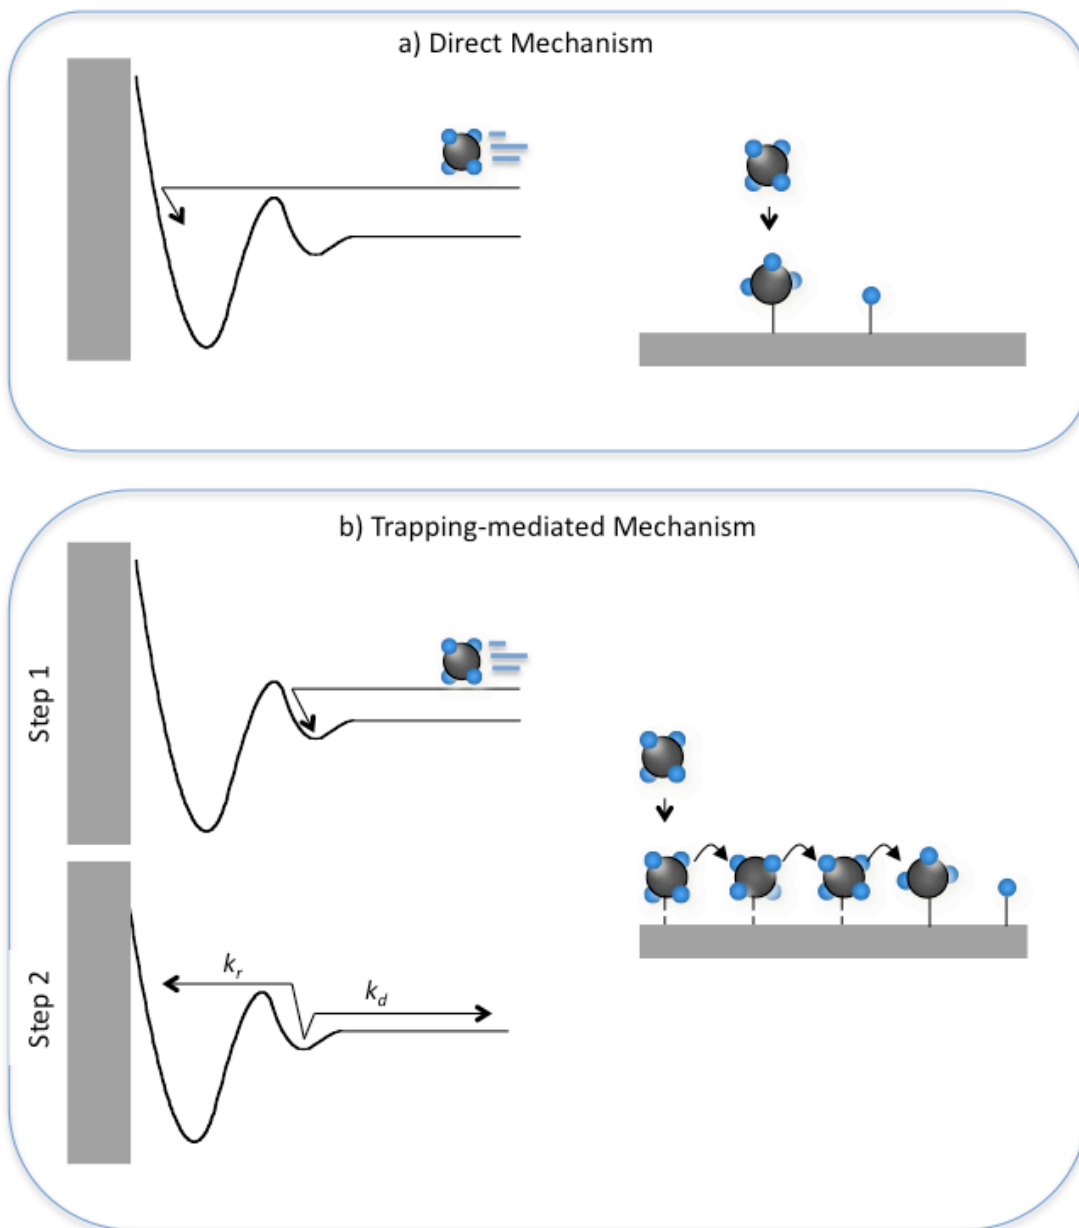 a) Direct Mechanism
b) Trapping-mediated Mechanism
Step 1
Step 2
kr
kd